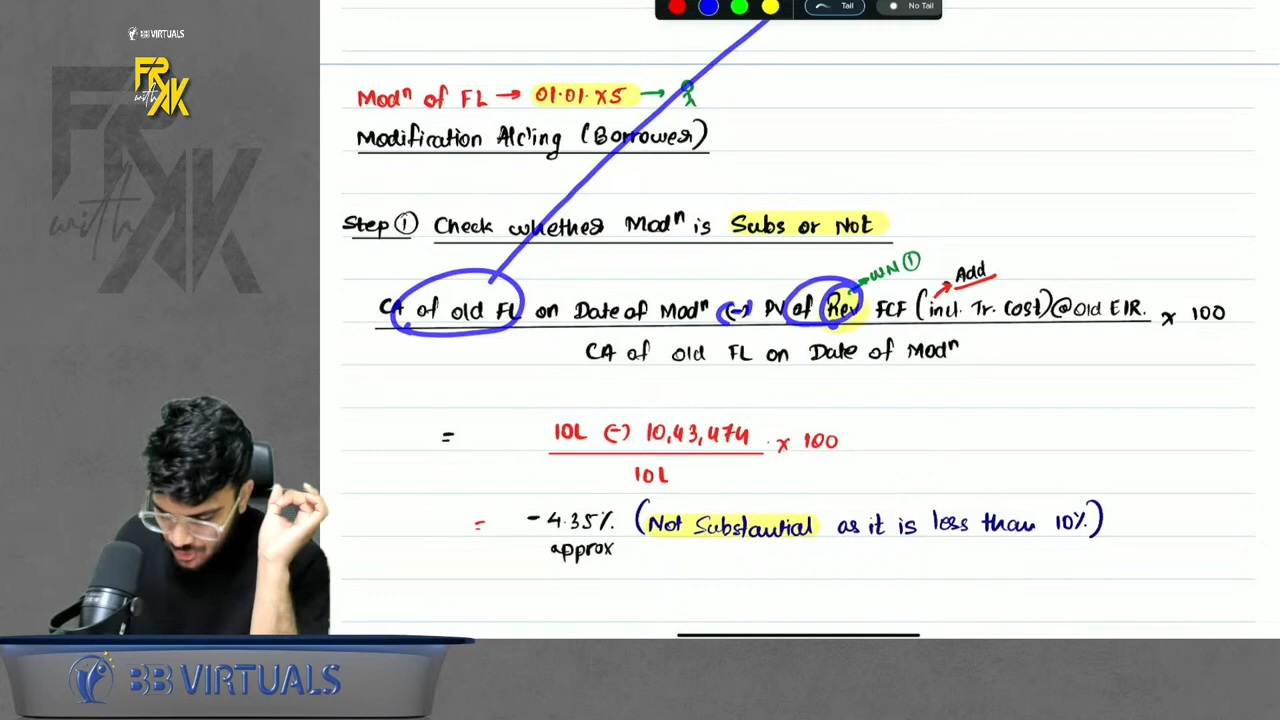 Tail
No Tail
BB VIRTUALS
FR
with
AK
Modⁿ of FL → 01.01.X5 →
Modification A/c'ing (Borrower)
Step ① Check whether Modⁿ is Subs or Not
→ WN ①
Add
CA of old FL on Date of Modⁿ (-) PV of Rev FCF (incl. Tr. Cost) @ Old EIR. x 100
CA of old FL on Date of Modⁿ
= 10L (-) 10,43,474 x 100
10L
= -4.35% (Not Substantial as it is less than 10%)
approx
BB VIRTUALS